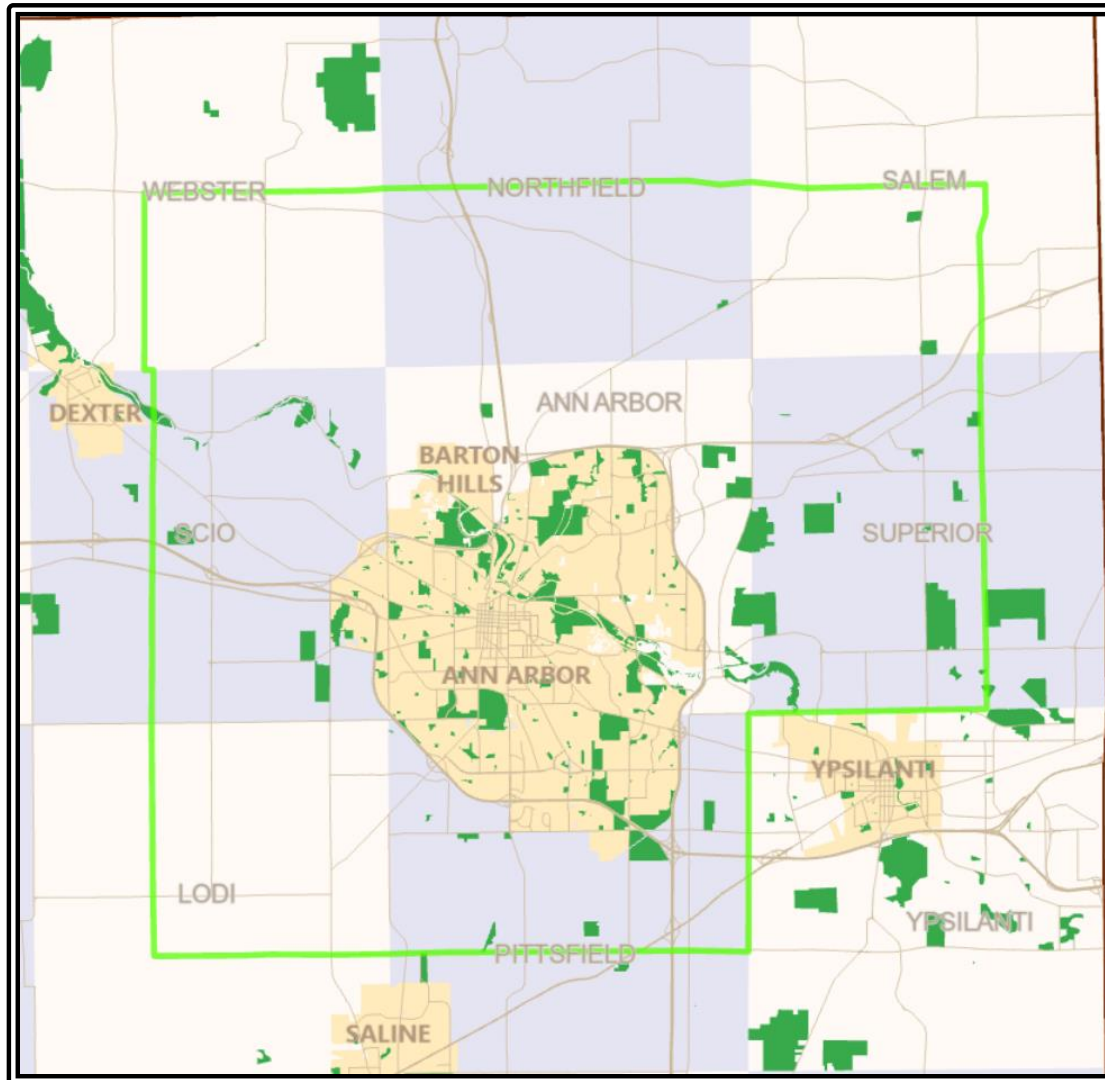 WEBSTER
NORTHFIELD
SALEM
ANN ARBOR
DEXTER
BARTON
HILLS
SCIO
SUPERIOR
ANN ARBOR
YPSILANTI
LODI
YPSILANTI
PITTSFIELD
SALINE